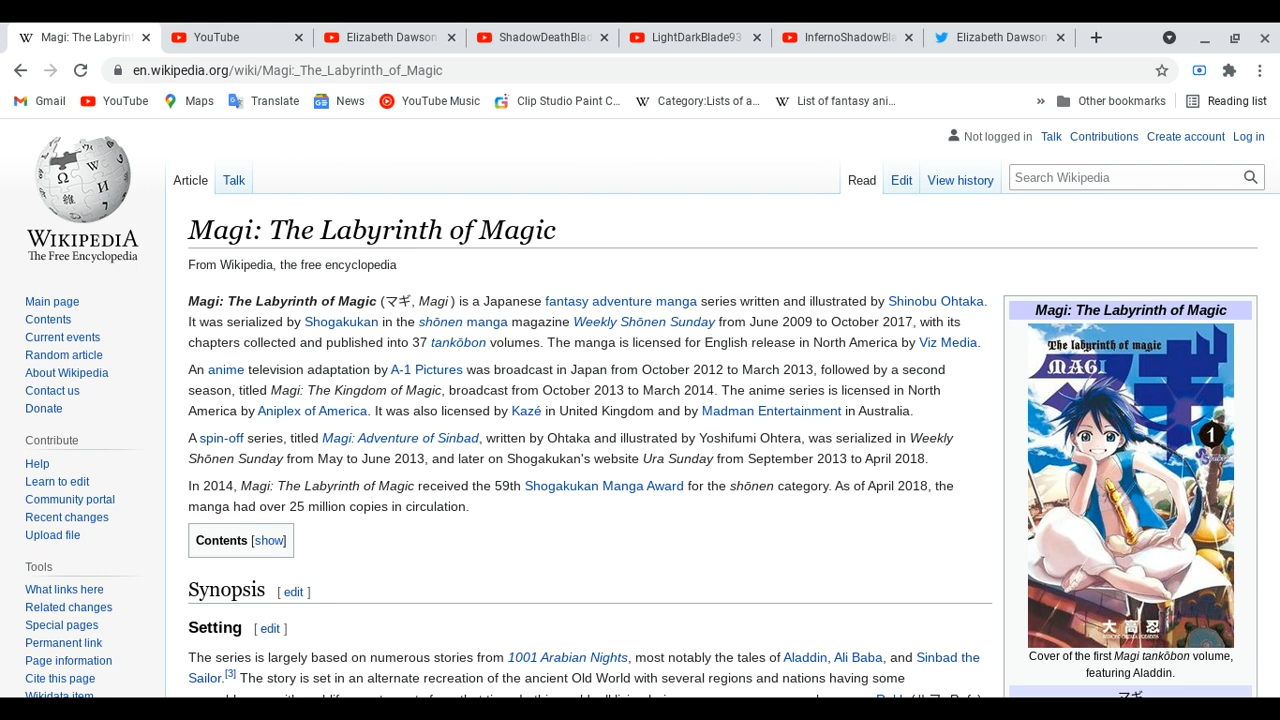 Magi: The Labyrint
YouTube
Elizabeth Dawson
ShadowDeathBlad
LightDarkBlade93
InfernoShadowBla
Elizabeth Dawson
en.wikipedia.org/wiki/Magi:_The_Labyrinth_of_Magic
Gmail
YouTube
Maps
Translate
News
YouTube Music
Clip Studio Paint C...
Category:Lists of a...
List of fantasy ani...
»
Other bookmarks
Reading list
Not logged in Talk Contributions Create account Log in
Article Talk
Read Edit View history
Search Wikipedia
WIKIPEDIA
The Free Encyclopedia
Main page
Contents
Current events
Random article
About Wikipedia
Contact us
Donate
Contribute
Help
Learn to edit
Community portal
Recent changes
Upload file
Tools
What links here
Related changes
Special pages
Permanent link
Page information
Cite this page
Wikidata item
Magi: The Labyrinth of Magic
From Wikipedia, the free encyclopedia
Magi: The Labyrinth of Magic (マギ, Magi) is a Japanese fantasy adventure manga series written and illustrated by Shinobu Ohtaka.
It was serialized by Shogakukan in the shōnen manga magazine Weekly Shōnen Sunday from June 2009 to October 2017, with its
chapters collected and published into 37 tankōbon volumes. The manga is licensed for English release in North America by Viz Media.
An anime television adaptation by A-1 Pictures was broadcast in Japan from October 2012 to March 2013, followed by a second
season, titled Magi: The Kingdom of Magic, broadcast from October 2013 to March 2014. The anime series is licensed in North
America by Aniplex of America. It was also licensed by Kazé in United Kingdom and by Madman Entertainment in Australia.
A spin-off series, titled Magi: Adventure of Sinbad, written by Ohtaka and illustrated by Yoshifumi Ohtera, was serialized in Weekly
Shōnen Sunday from May to June 2013, and later on Shogakukan's website Ura Sunday from September 2013 to April 2018.
In 2014, Magi: The Labyrinth of Magic received the 59th Shogakukan Manga Award for the shōnen category. As of April 2018, the
manga had over 25 million copies in circulation.
Contents [show]
Synopsis [ edit ]
Setting [ edit ]
The series is largely based on numerous stories from 1001 Arabian Nights, most notably the tales of Aladdin, Ali Baba, and Sinbad the
Sailor.[3] The story is set in an alternate recreation of the ancient Old World with several regions and nations having some
Magi: The Labyrinth of Magic
The labyrinth of magic
MAGI
マギ
1
大高忍
Cover of the first Magi tankōbon volume,
featuring Aladdin.
マギ